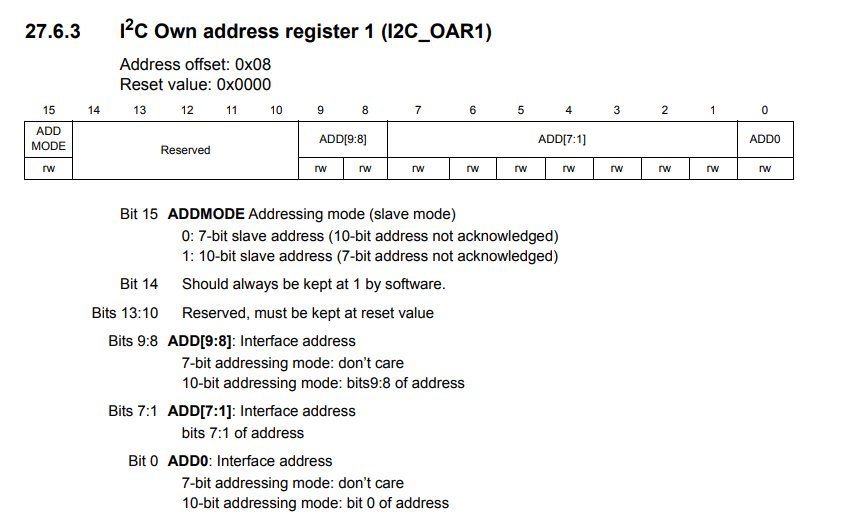 27.6.3 I2C Own address register 1 (I2C_OAR1)
Address offset: 0x08
Reset value: 0x0000
15 14 13 12 11 10 9 8 7 6 5 4 3 2 1 0
ADD MODE Reserved ADD[9:8] ADD[7:1] ADD0
rw rw rw rw rw rw rw rw rw rw rw
Bit 15 ADDMODE Addressing mode (slave mode)
0: 7-bit slave address (10-bit address not acknowledged)
1: 10-bit slave address (7-bit address not acknowledged)
Bit 14 Should always be kept at 1 by software.
Bits 13:10 Reserved, must be kept at reset value
Bits 9:8 ADD[9:8]: Interface address
7-bit addressing mode: don’t care
10-bit addressing mode: bits9:8 of address
Bits 7:1 ADD[7:1]: Interface address
bits 7:1 of address
Bit 0 ADD0: Interface address
7-bit addressing mode: don’t care
10-bit addressing mode: bit 0 of address